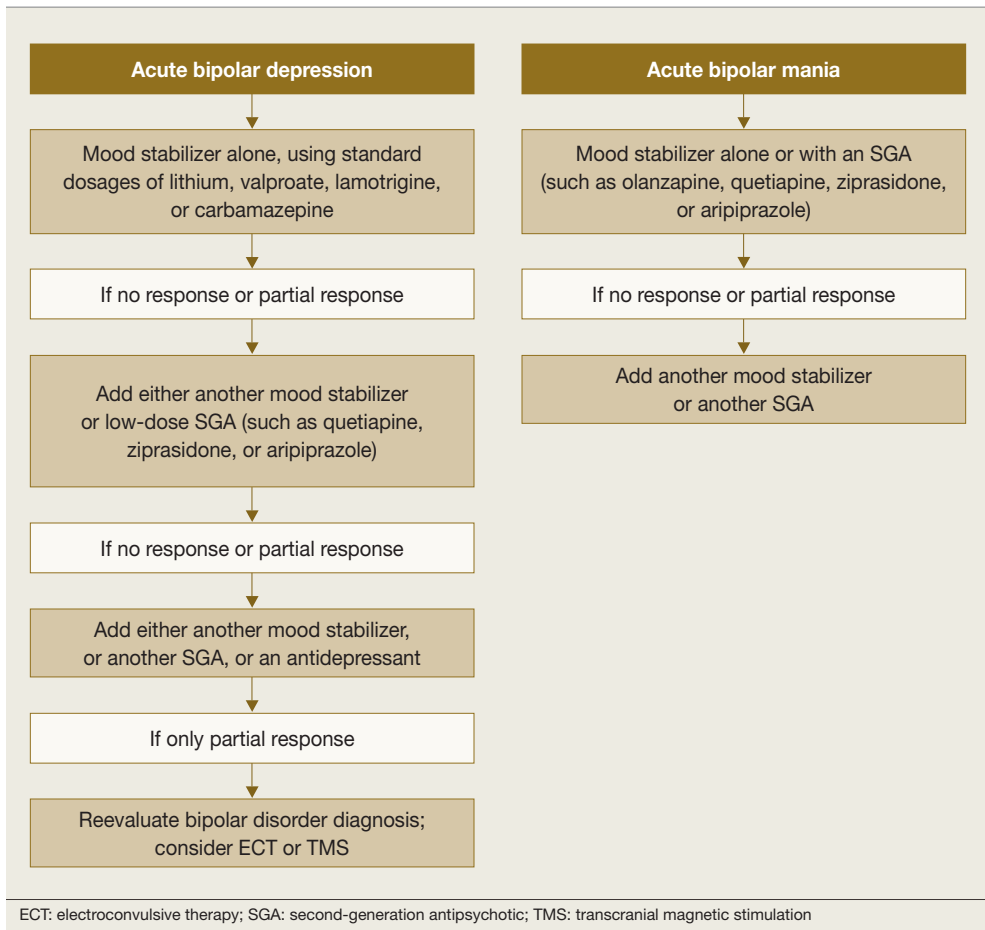 Acute bipolar depression
Mood stabilizer alone, using standard
dosages of lithium, valproate, lamotrigine,
or carbamazepine
If no response or partial response
Add either another mood stabilizer
or low-dose SGA (such as quetiapine,
ziprasidone, or aripiprazole)
If no response or partial response
Add either another mood stabilizer,
or another SGA, or an antidepressant
If only partial response
Reevaluate bipolar disorder diagnosis;
consider ECT or TMS
Acute bipolar mania
Mood stabilizer alone or with an SGA
(such as olanzapine, quetiapine, ziprasidone,
or aripiprazole)
If no response or partial response
Add another mood stabilizer
or another SGA
ECT: electroconvulsive therapy; SGA: second-generation antipsychotic; TMS: transcranial magnetic stimulation